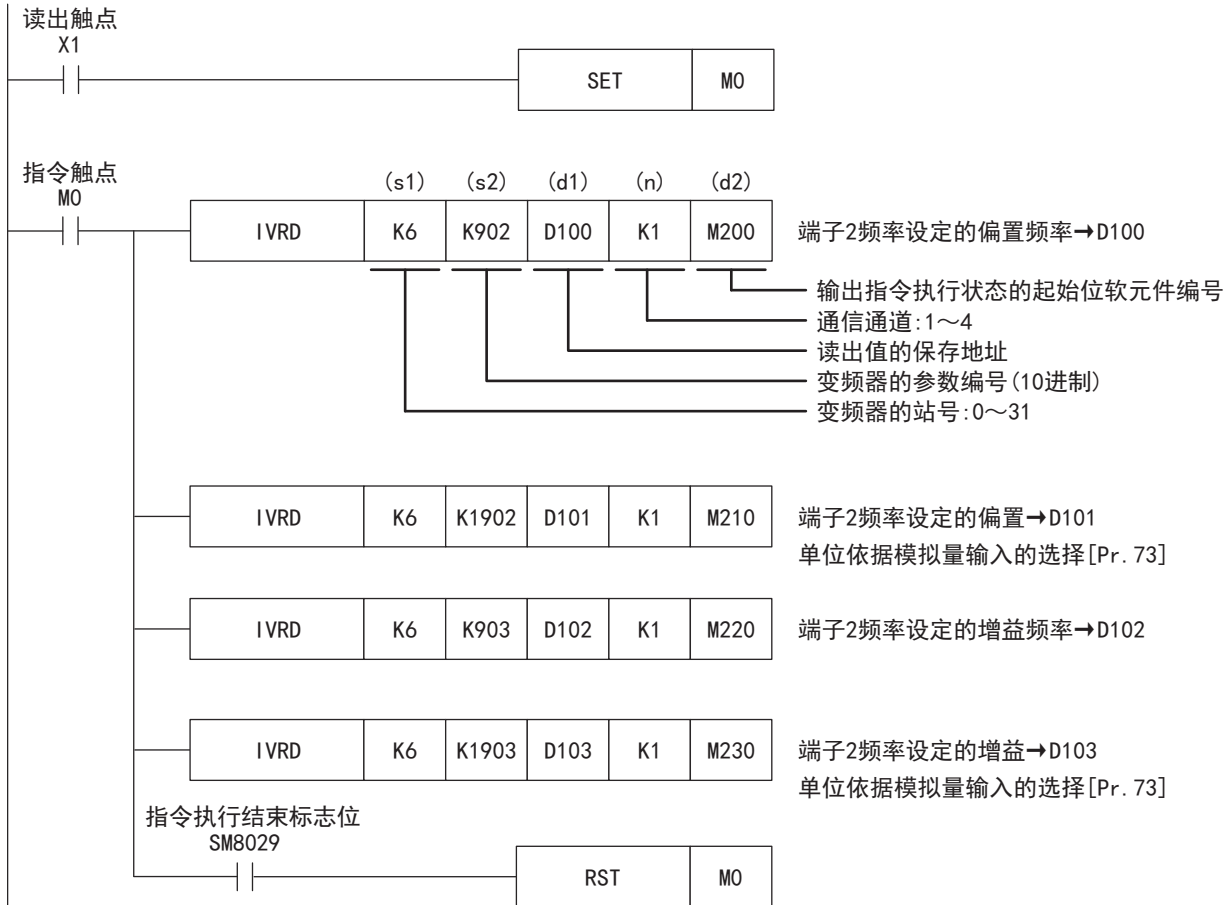 读出触点
X1
SET M0
指令触点
M0
(s1) (s2) (d1) (n) (d2)
IVRD K6 K902 D100 K1 M200 端子2频率设定的偏置频率→D100
输出指令执行状态的起始位软元件编号
通信通道:1～4
读出值的保存地址
变频器的参数编号(10进制)
变频器的站号:0～31
IVRD K6 K1902 D101 K1 M210 端子2频率设定的偏置→D101
单位依据模拟量输入的选择[Pr.73]
IVRD K6 K903 D102 K1 M220 端子2频率设定的增益频率→D102
IVRD K6 K1903 D103 K1 M230 端子2频率设定的增益→D103
单位依据模拟量输入的选择[Pr.73]
指令执行结束标志位
SM8029
RST M0